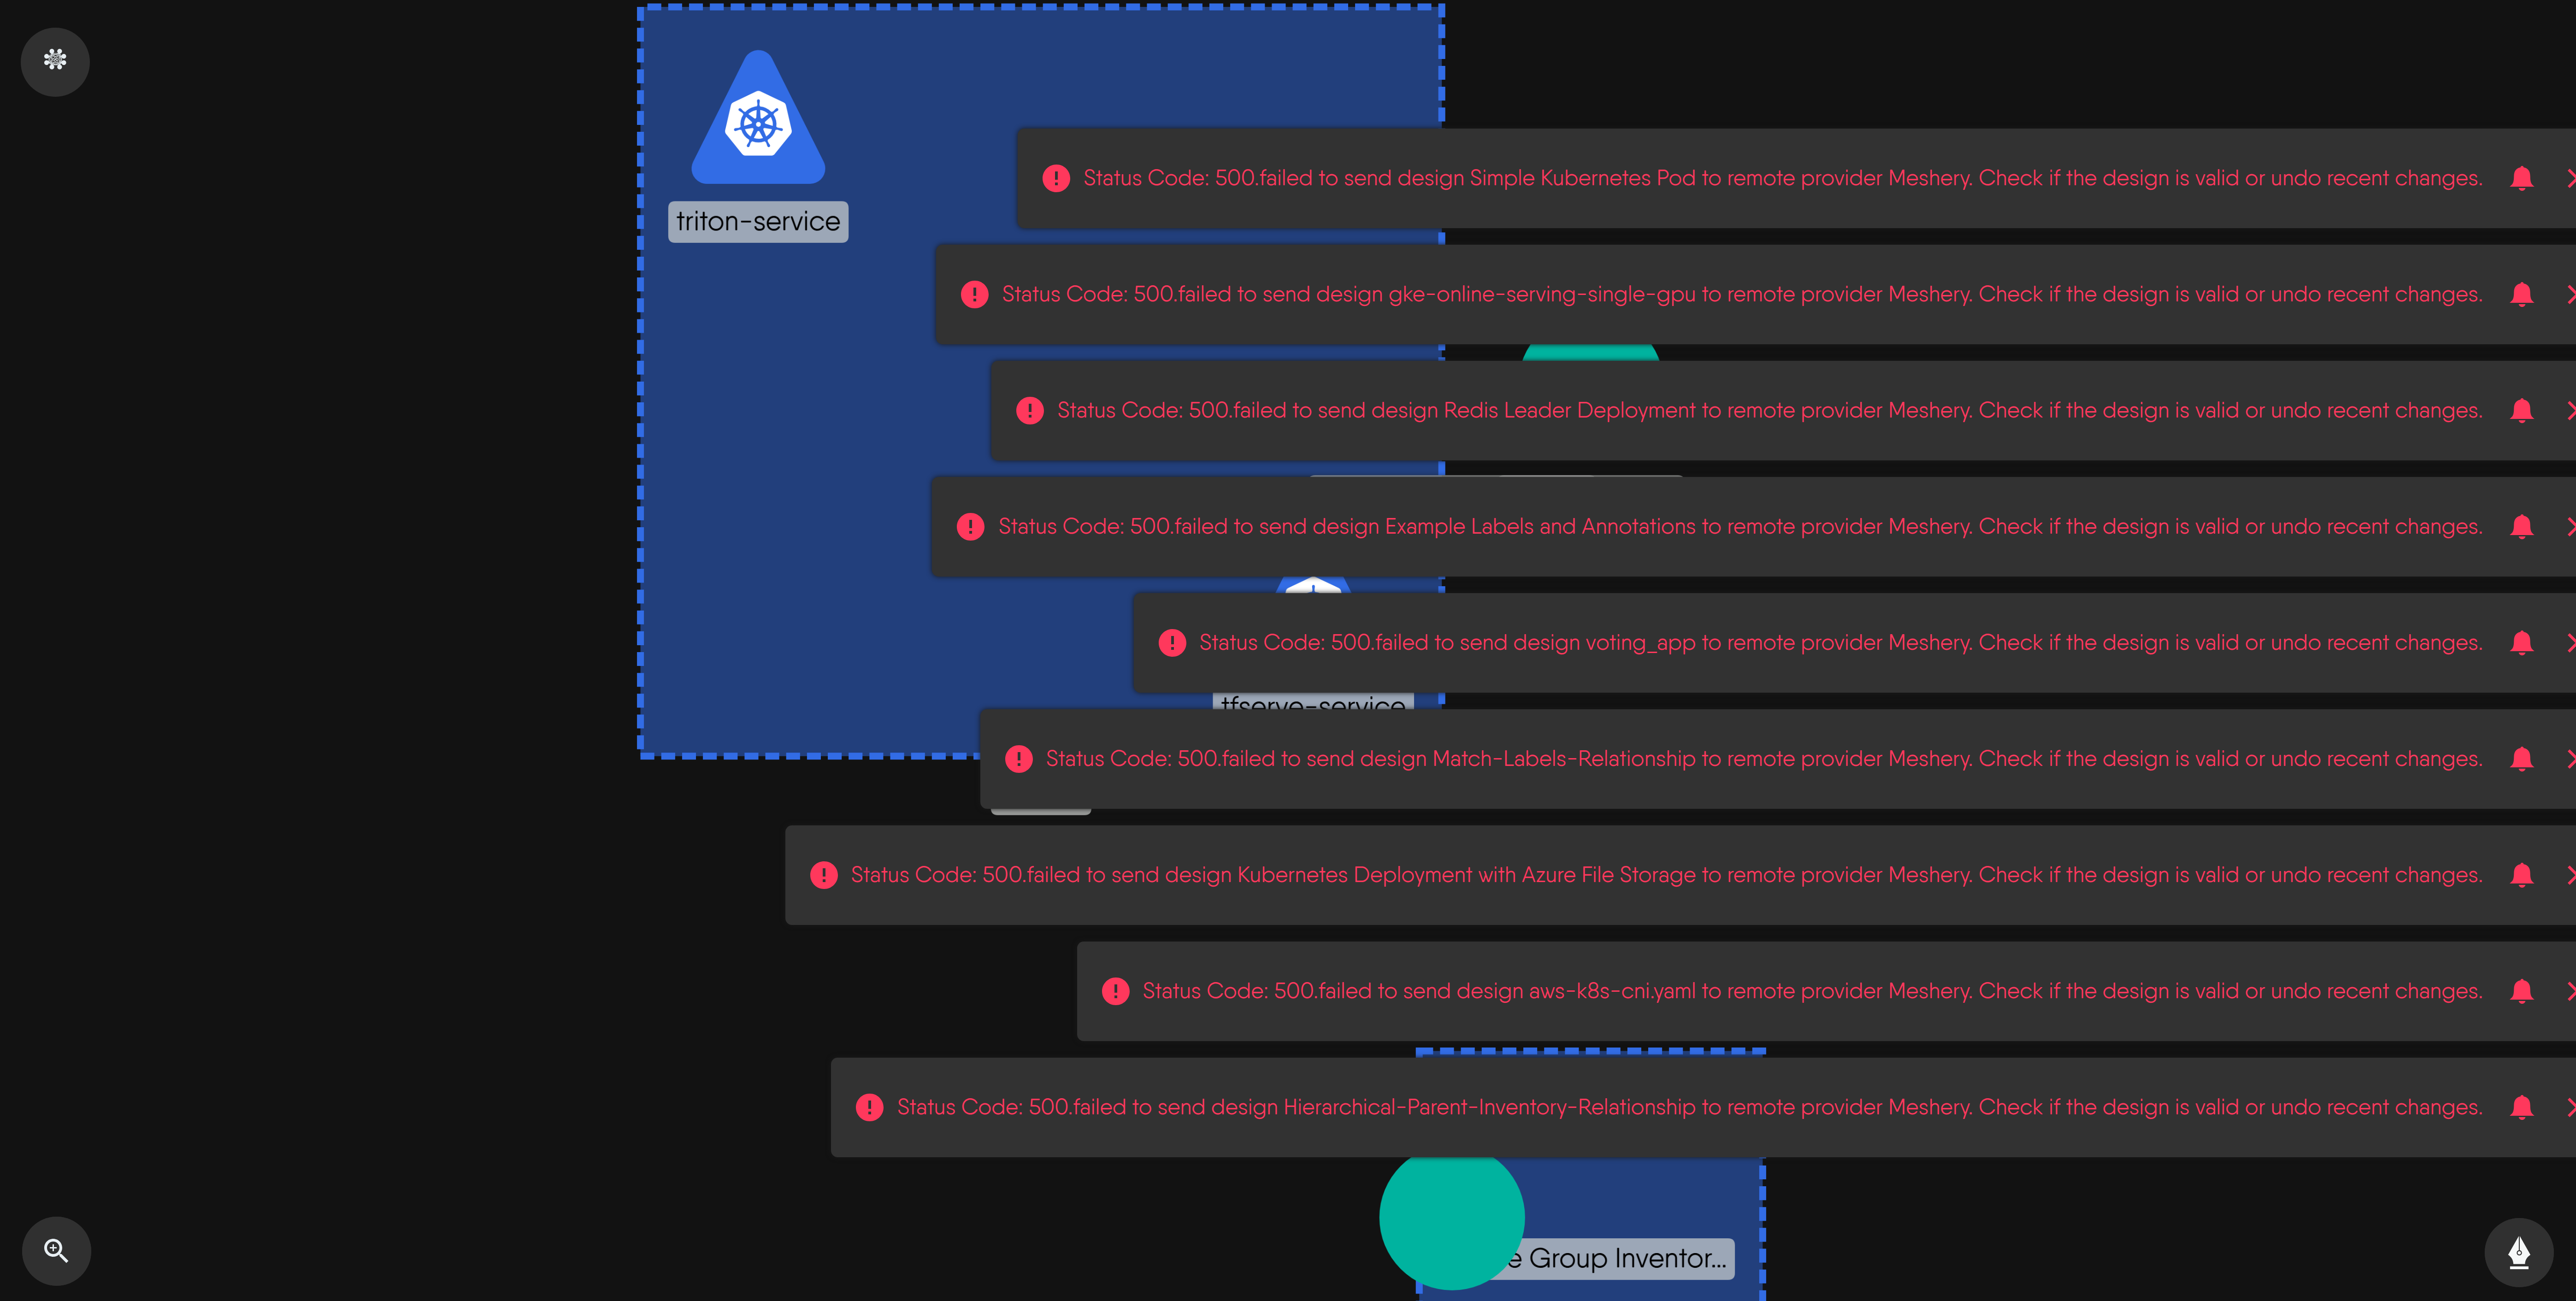 triton-service
Status Code: 500.failed to send design Simple Kubernetes Pod to remote provider Meshery. Check if the design is valid or undo recent changes.
Status Code: 500.failed to send design gke-online-serving-single-gpu to remote provider Meshery. Check if the design is valid or undo recent changes.
Status Code: 500.failed to send design Redis Leader Deployment to remote provider Meshery. Check if the design is valid or undo recent changes.
Status Code: 500.failed to send design Example Labels and Annotations to remote provider Meshery. Check if the design is valid or undo recent changes.
Status Code: 500.failed to send design voting_app to remote provider Meshery. Check if the design is valid or undo recent changes.
tfserve-service
Status Code: 500.failed to send design Match-Labels-Relationship to remote provider Meshery. Check if the design is valid or undo recent changes.
Status Code: 500.failed to send design Kubernetes Deployment with Azure File Storage to remote provider Meshery. Check if the design is valid or undo recent changes.
Status Code: 500.failed to send design aws-k8s-cni.yaml to remote provider Meshery. Check if the design is valid or undo recent changes.
Status Code: 500.failed to send design Hierarchical-Parent-Inventory-Relationship to remote provider Meshery. Check if the design is valid or undo recent changes.
Group Inventor...